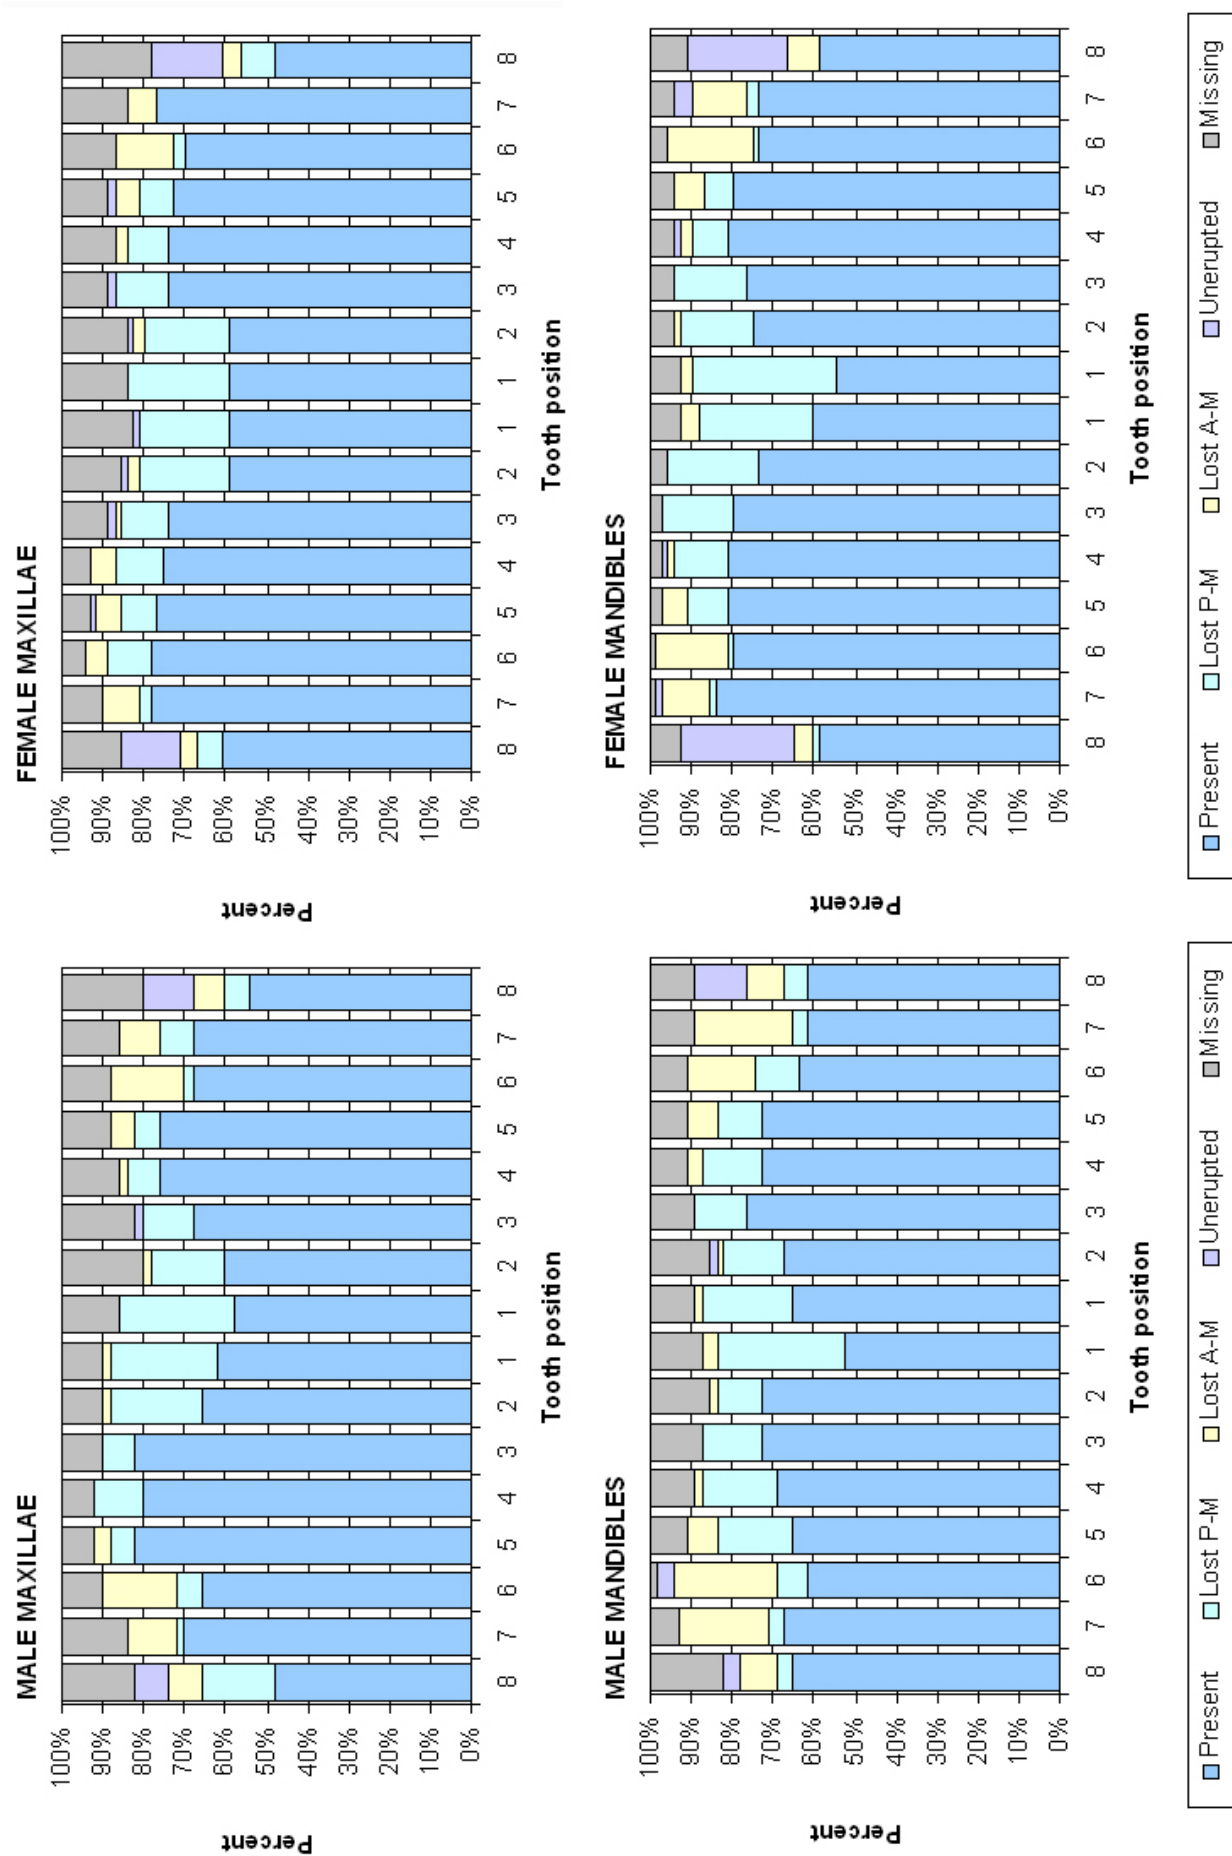 MALE MAXILLAE
Percent
100%
90%
80%
70%
60%
50%
40%
30%
20%
10%
0%
8 7 6 5 4 3 2 1 1 2 3 4 5 6 7 8
Tooth position
FEMALE MAXILLAE
Percent
100%
90%
80%
70%
60%
50%
40%
30%
20%
10%
0%
8 7 6 5 4 3 2 1 1 2 3 4 5 6 7 8
Tooth position
MALE MANDIBLES
Percent
100%
90%
80%
70%
60%
50%
40%
30%
20%
10%
0%
8 7 6 5 4 3 2 1 1 2 3 4 5 6 7 8
Tooth position
FEMALE MANDIBLES
Percent
100%
90%
80%
70%
60%
50%
40%
30%
20%
10%
0%
8 7 6 5 4 3 2 1 1 2 3 4 5 6 7 8
Tooth position
Present Lost P-M Lost A-M Unerupted Missing
Present Lost P-M Lost A-M Unerupted Missing